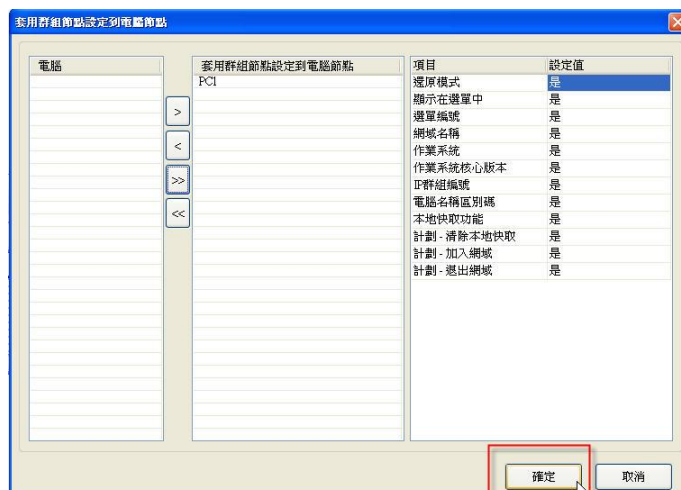 套用群組節點設定到電腦節點
電腦
套用群組節點設定到電腦節點
項目 設定值
PC1
還原模式 是
顯示在選單中 是
選單編號 是
網域名稱 是
作業系統 是
作業系統核心版本 是
IP群組編號 是
電腦名稱區別碼 是
本地快取功能 是
計劃 - 清除本地快取 是
計劃 - 加入網域 是
計劃 - 退出網域 是
>
<
>>
<<
確定
取消